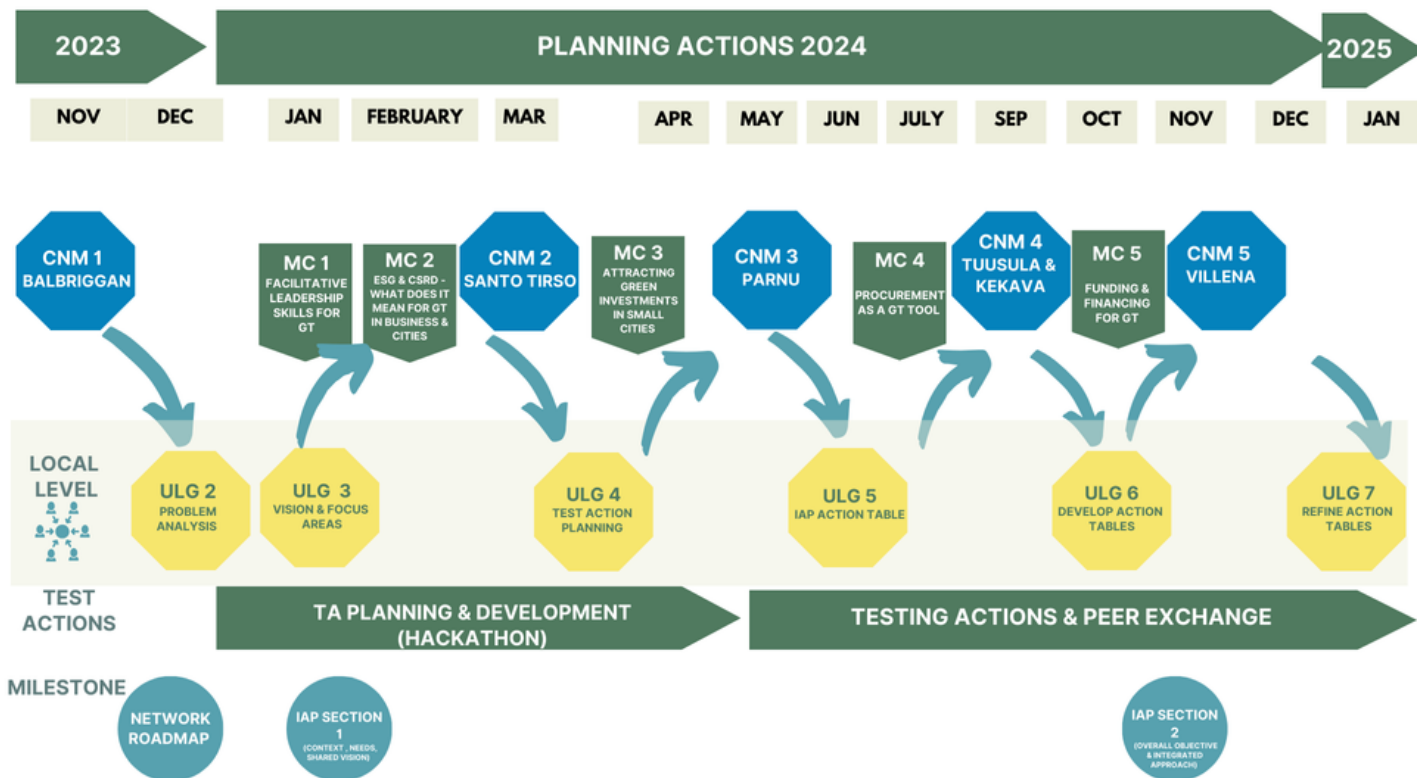 2023
PLANNING ACTIONS 2024
2025
NOV
DEC
JAN
FEBRUARY
MAR
APR
MAY
JUN
JULY
SEP
OCT
NOV
DEC
JAN
CNM 1
BALBRIGGAN
MC 1
FACILITATIVE
LEADERSHIP
SKILLS FOR
GT
MC 2
ESG & CSRD -
WHAT DOES IT
MEAN FOR GT
IN BUSINESS &
CITIES
CNM 2
SANTO TIRSO
MC 3
ATTRACTING
GREEN
INVESTMENTS
IN SMALL
CITIES
CNM 3
PARNU
MC 4
PROCUREMENT
AS A GT TOOL
CNM 4
TUUSULA &
KEKAVA
MC 5
FUNDING &
FINANCING
FOR GT
CNM 5
VILLENA
LOCAL
LEVEL
ULG 2
PROBLEM
ANALYSIS
ULG 3
VISION & FOCUS
AREAS
ULG 4
TEST ACTION
PLANNING
ULG 5
IAP ACTION TABLE
ULG 6
DEVELOP ACTION
TABLES
ULG 7
REFINE ACTION
TABLES
TEST
ACTIONS
TA PLANNING & DEVELOPMENT
(HACKATHON)
TESTING ACTIONS & PEER EXCHANGE
MILESTONE
NETWORK
ROADMAP
IAP SECTION
1
(CONTEXT , NEEDS,
SHARED VISION)
IAP SECTION
2
(OVERALL OBJECTIVE
& INTEGRATED
APPROACH)